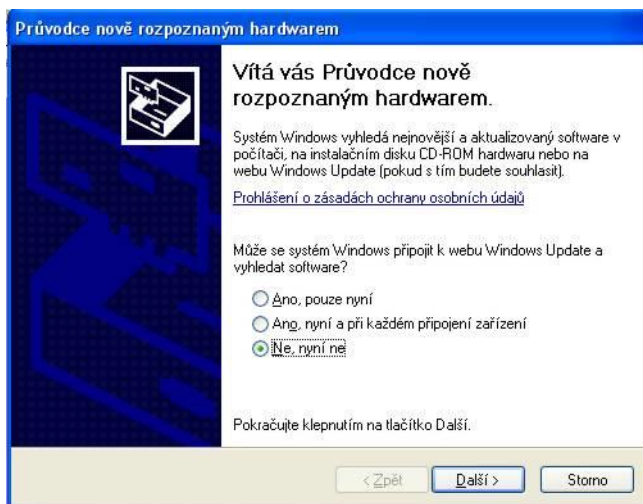 Průvodce nově rozpoznaným hardwarem
Vítá vás Průvodce nově
rozpoznaným hardwarem.
Systém Windows vyhledá nejnovější a aktualizovaný software v
počítači, na instalačním disku CD-ROM hardwaru nebo na
webu Windows Update (pokud s tím budete souhlasit).
Prohlášení o zásadách ochrany osobních údajů
Může se systém Windows připojit k webu Windows Update a
vyhledat software?
Ano, pouze nyní
Ano, nyní a při každém připojení zařízení
Ne, nyní ne
Pokračujte klepnutím na tlačítko Další.
< Zpět Další > Storno